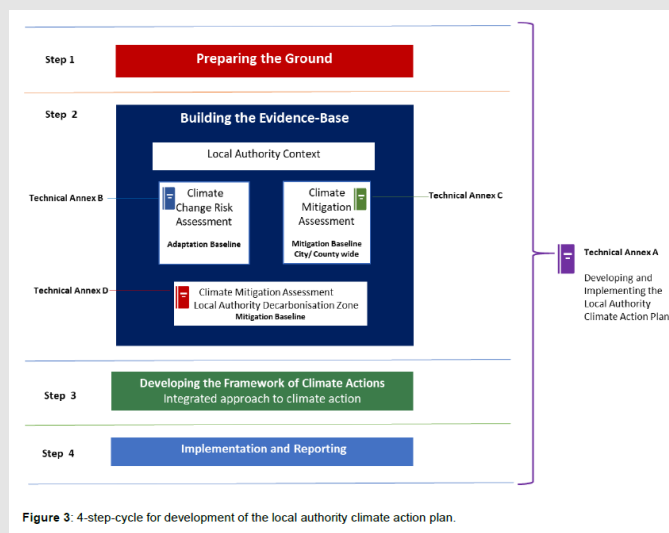 Step 1
Preparing the Ground
Step 2
Building the Evidence-Base
Local Authority Context
Technical Annex B
Climate
Change Risk
Assessment
Adaptation Baseline
Climate
Mitigation
Assessment
Mitigation Baseline
City/ County wide
Technical Annex C
Technical Annex D
Climate Mitigation Assessment
Local Authority Decarbonisation Zone
Mitigation Baseline
Technical Annex A
Developing and
Implementing the
Local Authority
Climate Action Plan
Step 3
Developing the Framework of Climate Actions
Integrated approach to climate action
Step 4
Implementation and Reporting
Figure 3: 4-step-cycle for development of the local authority climate action plan.